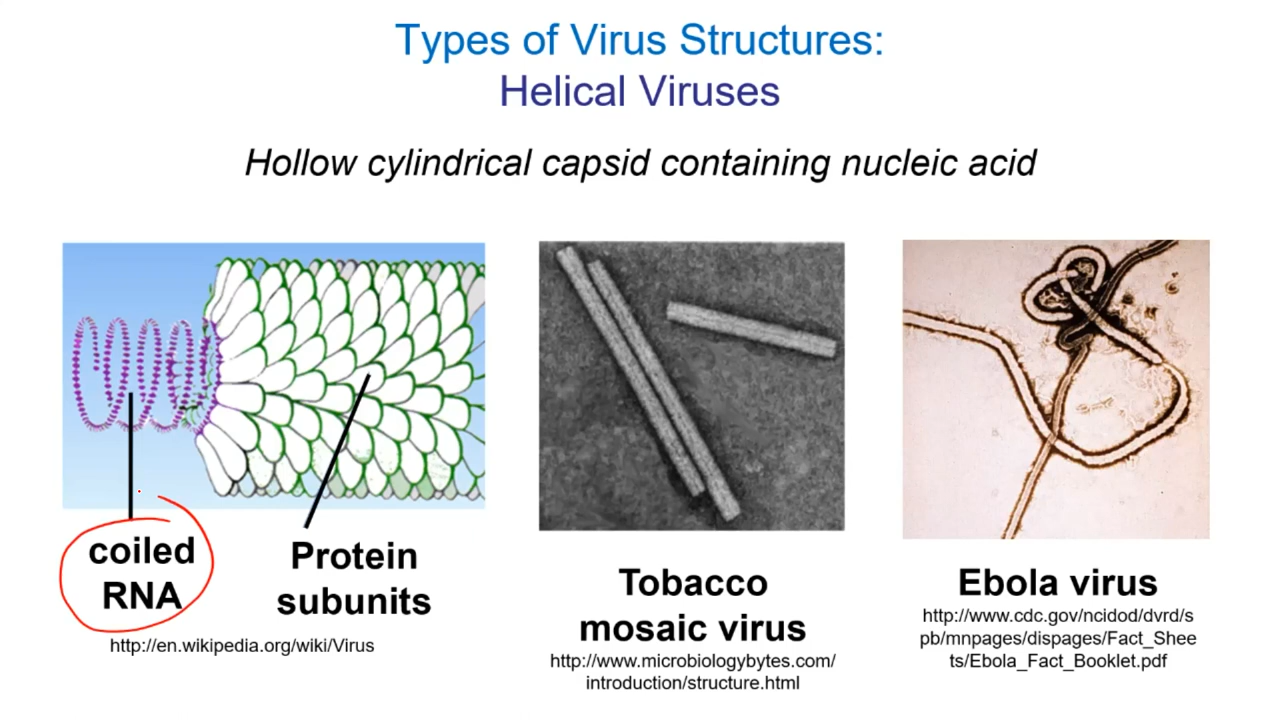 Types of Virus Structures:
Helical Viruses
Hollow cylindrical capsid containing nucleic acid
coiled
RNA
Protein
subunits
http://en.wikipedia.org/wiki/Virus
Tobacco
mosaic virus
http://www.microbiologybytes.com/
introduction/structure.html
Ebola virus
http://www.cdc.gov/ncidod/dvrd/s
pb/mnpages/dispages/Fact_Shee
ts/Ebola_Fact_Booklet.pdf